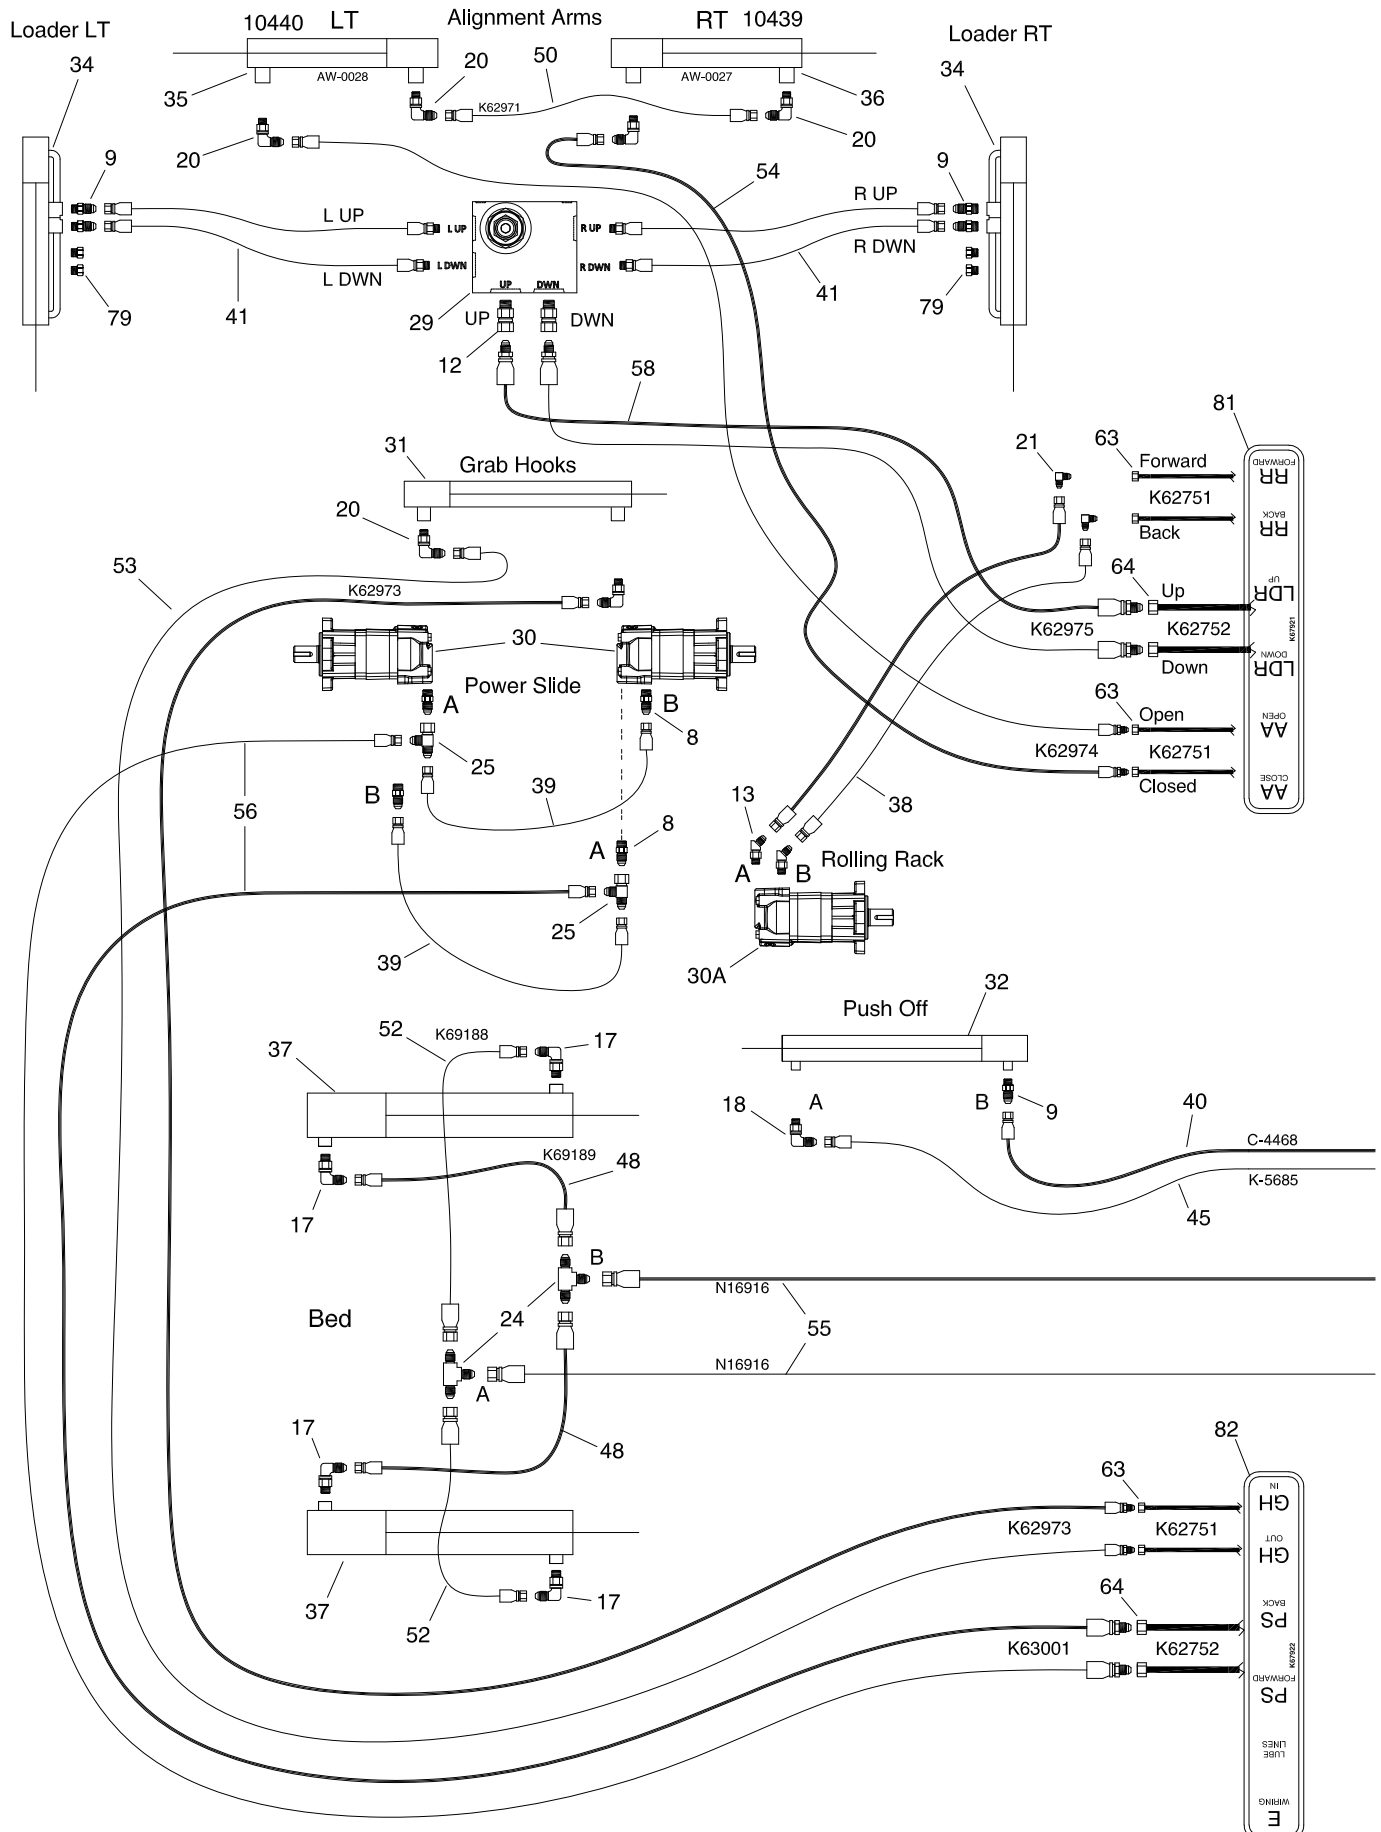 10440 LT Alignment Arms RT 10439
Loader LT
Loader RT
34
34
35
AW-0028
20
50
AW-0027
36
K62971
20
20
9
54
9
L UP
L UP
R UP
R UP
L DWN
L DWN
R DWN
R DWN
UP
DWN
79
41
29
UP
DWN
41
79
12
58
81
31
Grab Hooks
21
63
Forward
FORWARD
RR
K62751
BACK
RR
Back
20
53
K62973
64
Up
UP
LDR
K62975
K62752
K67921
DOWN
LDR
Down
30
Power Slide
A
B
8
63
Open
OPEN
AA
K62974
K62751
CLOSE
AA
Closed
25
56
B
39
38
13
8
A
A
B
Rolling Rack
25
39
30A
32
Push Off
52
K69188
17
37
18
A
B
9
40
C-4468
K69189
48
K-5685
45
17
B
N16916
Bed
24
55
N16916
A
17
48
82
63
IN
GH
K62973
K62751
OUT
GH
37
17
52
64
BACK
PS
K63001
K62752
K67922
FORWARD
PS
LUBE
LINES
WIRING
E